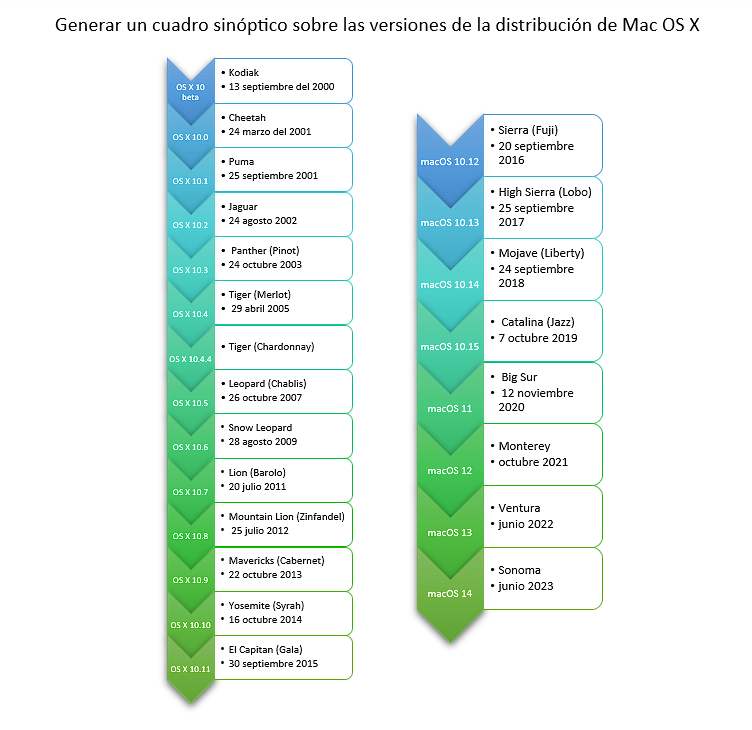 Generar un cuadro sinóptico sobre las versiones de la distribución de Mac OS X
OS X 10
beta
• Kodiak
• 13 septiembre del 2000
OS X 10.0
• Cheetah
• 24 marzo del 2001
OS X 10.1
• Puma
• 25 septiembre 2001
OS X 10.2
• Jaguar
• 24 agosto 2002
OS X 10.3
• Panther (Pinot)
• 24 octubre 2003
OS X 10.4
• Tiger (Merlot)
• 29 abril 2005
OS X 10.4.4
• Tiger (Chardonnay)
OS X 10.5
• Leopard (Chablis)
• 26 octubre 2007
OS X 10.6
• Snow Leopard
• 28 agosto 2009
OS X 10.7
• Lion (Barolo)
• 20 julio 2011
OS X 10.8
• Mountain Lion (Zinfandel)
• 25 julio 2012
OS X 10.9
• Mavericks (Cabernet)
• 22 octubre 2013
OS X 10.10
• Yosemite (Syrah)
• 16 octubre 2014
OS X 10.11
• El Capitan (Gala)
• 30 septiembre 2015
macOS 10.12
• Sierra (Fuji)
• 20 septiembre
2016
macOS 10.13
• High Sierra (Lobo)
• 25 septiembre
2017
macOS 10.14
• Mojave (Liberty)
• 24 septiembre
2018
macOS 10.15
• Catalina (Jazz)
• 7 octubre 2019
macOS 11
• Big Sur
• 12 noviembre
2020
macOS 12
• Monterey
• octubre 2021
macOS 13
• Ventura
• junio 2022
macOS 14
• Sonoma
• junio 2023